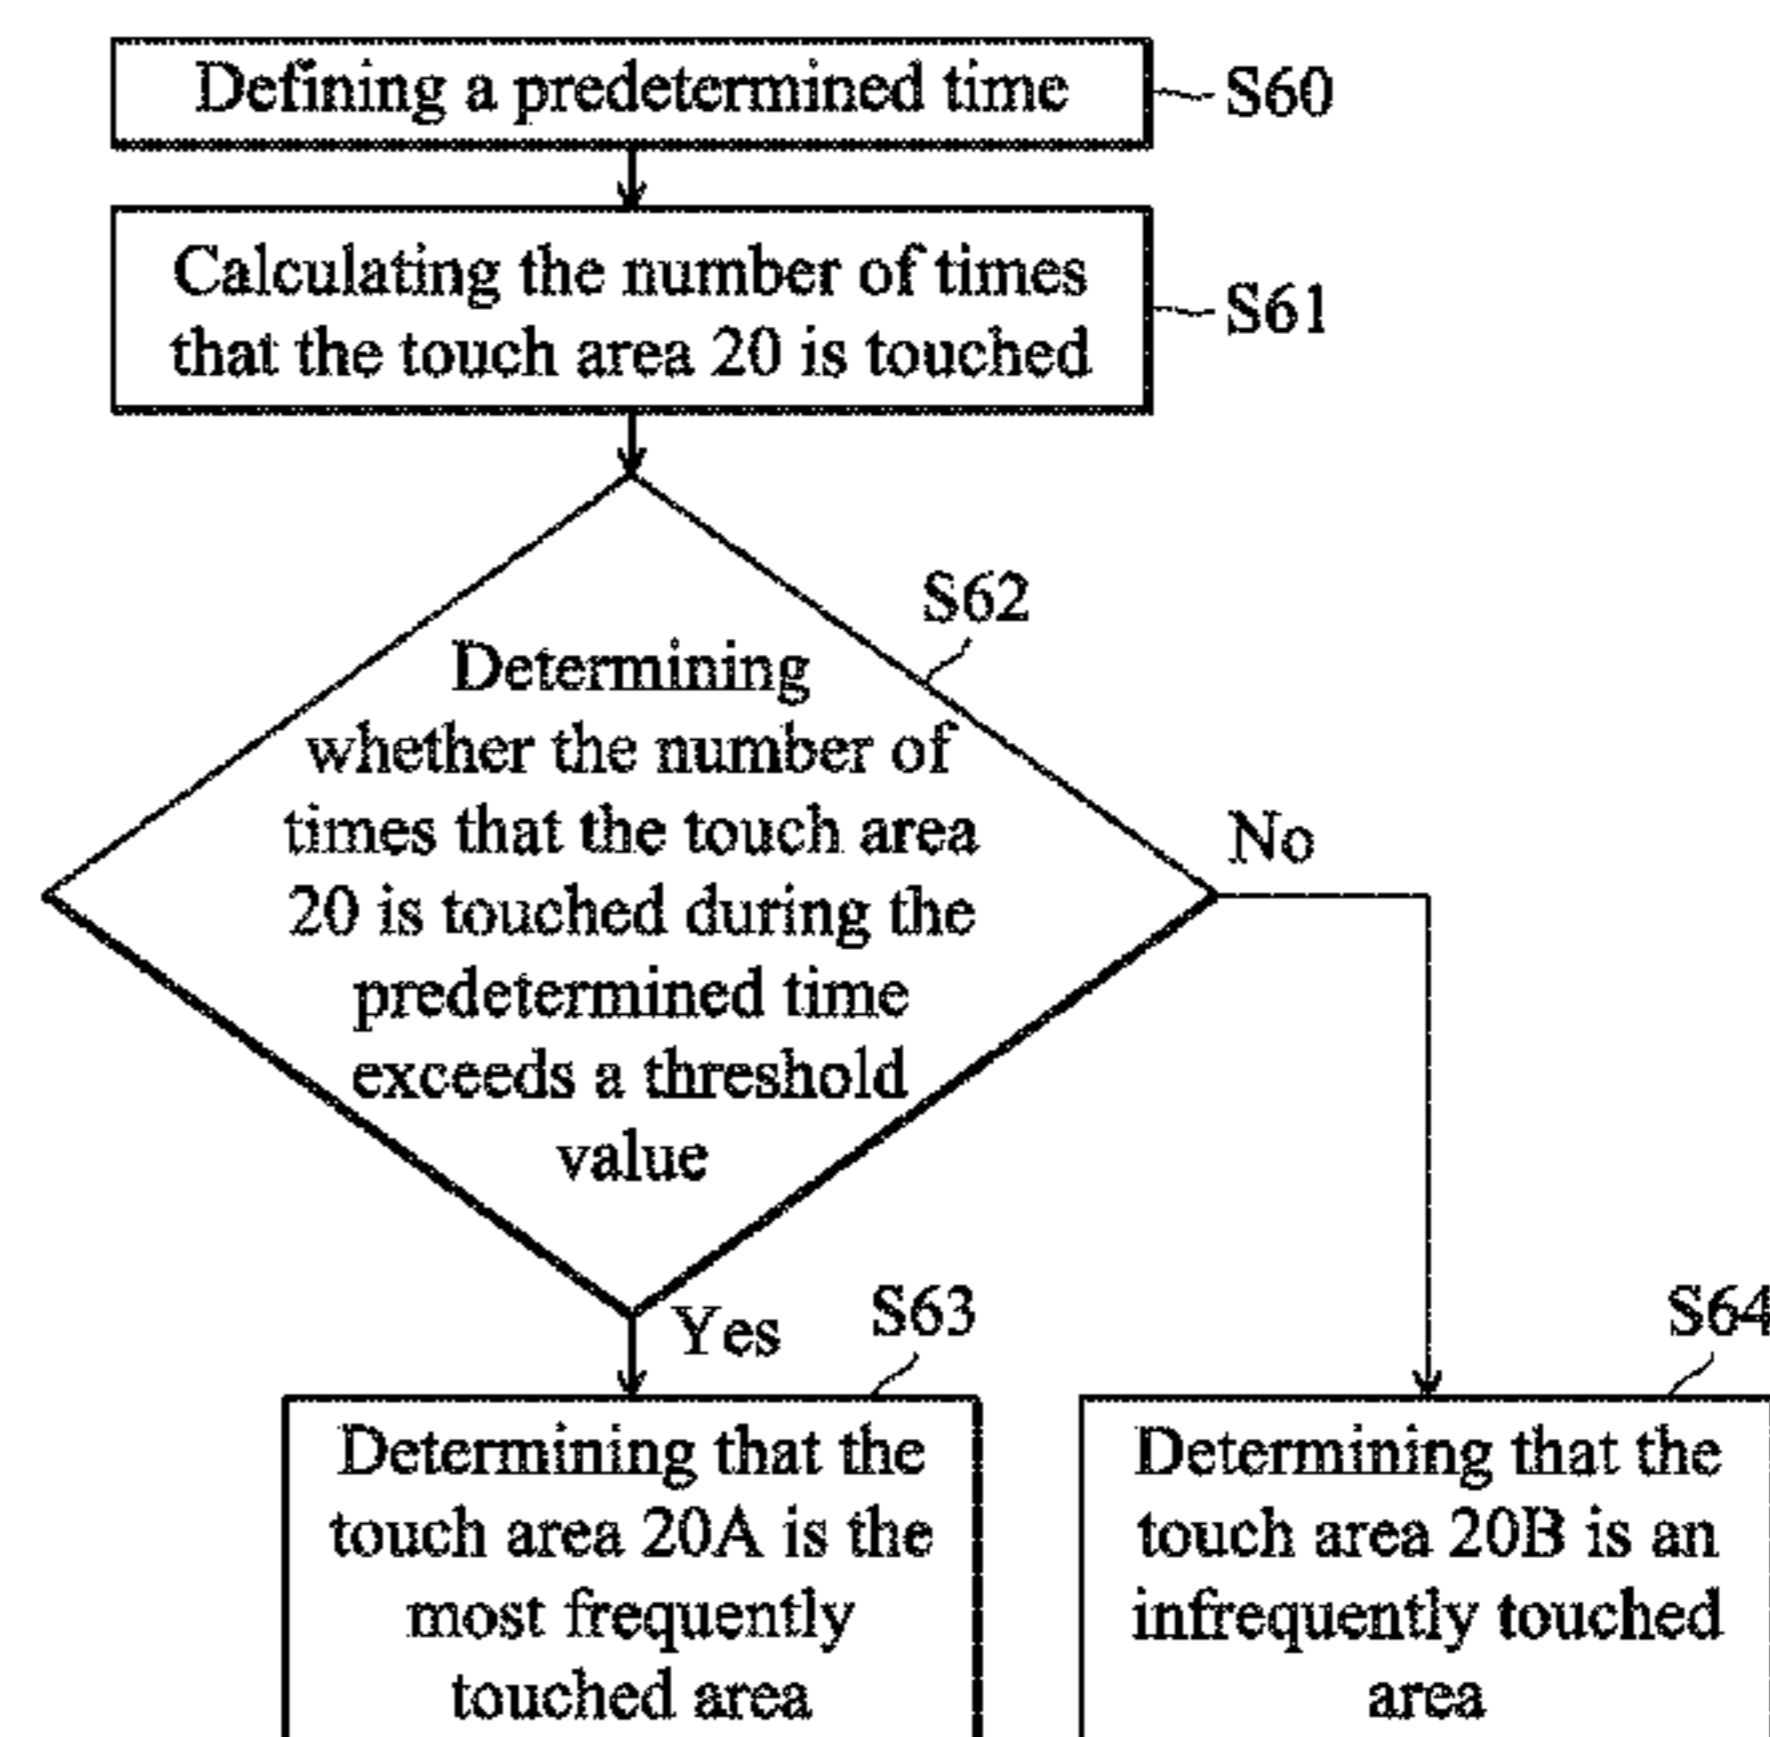 Defining a predetermined time
S60
Calculating the number of times
that the touch area 20 is touched
S61
S62
Determining
whether the number of
times that the touch area
20 is touched during the
predetermined time
exceeds a threshold
value
No
Yes
S63
S64
Determining that the
touch area 20A is the
most frequently
touched area
Determining that the
touch area 20B is an
infrequently touched
area